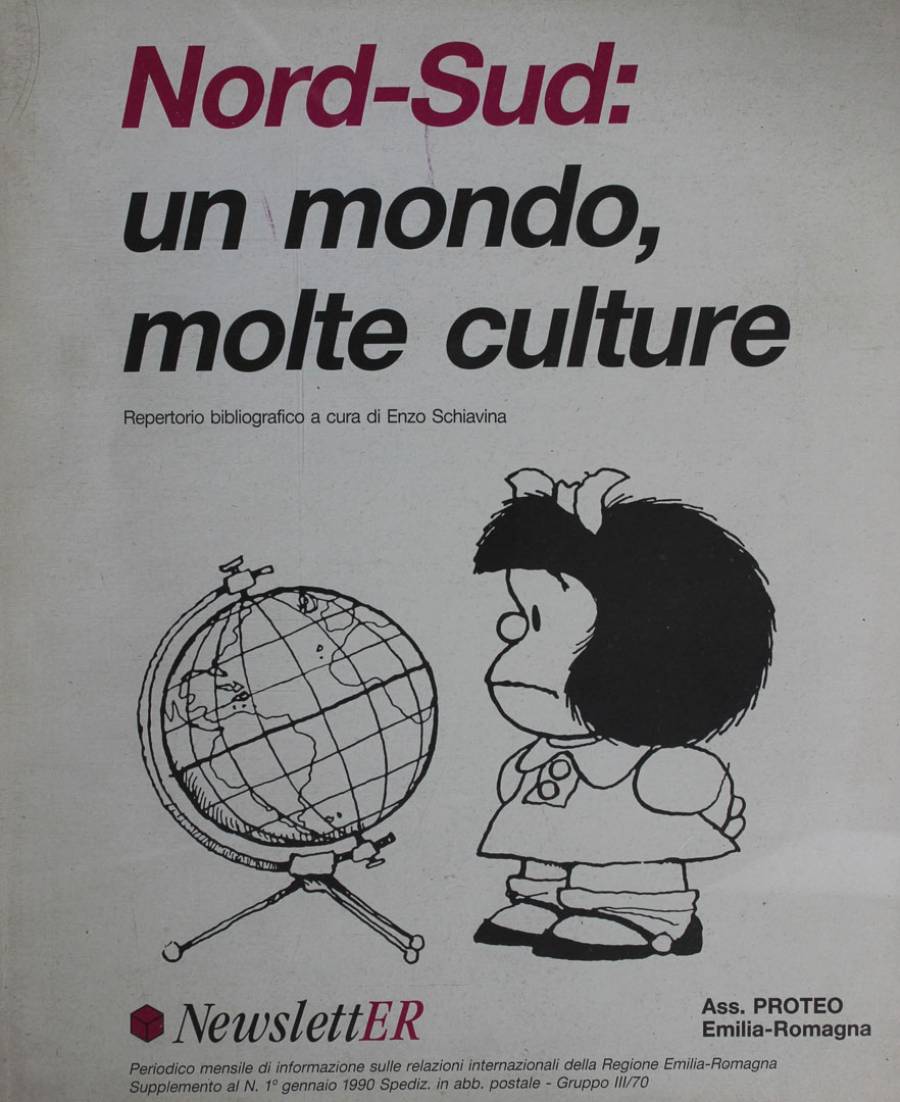 Nord-Sud:
un mondo,
molte culture
Repertorio bibliografico a cura di Enzo Schiavina
NewslettER
Ass. PROTEO
Emilia-Romagna
Periodico mensile di informazione sulle relazioni internazionali della Regione Emilia-Romagna
Supplemento al N. 1° gennaio 1990 Spediz. in abb. postale - Gruppo III/70